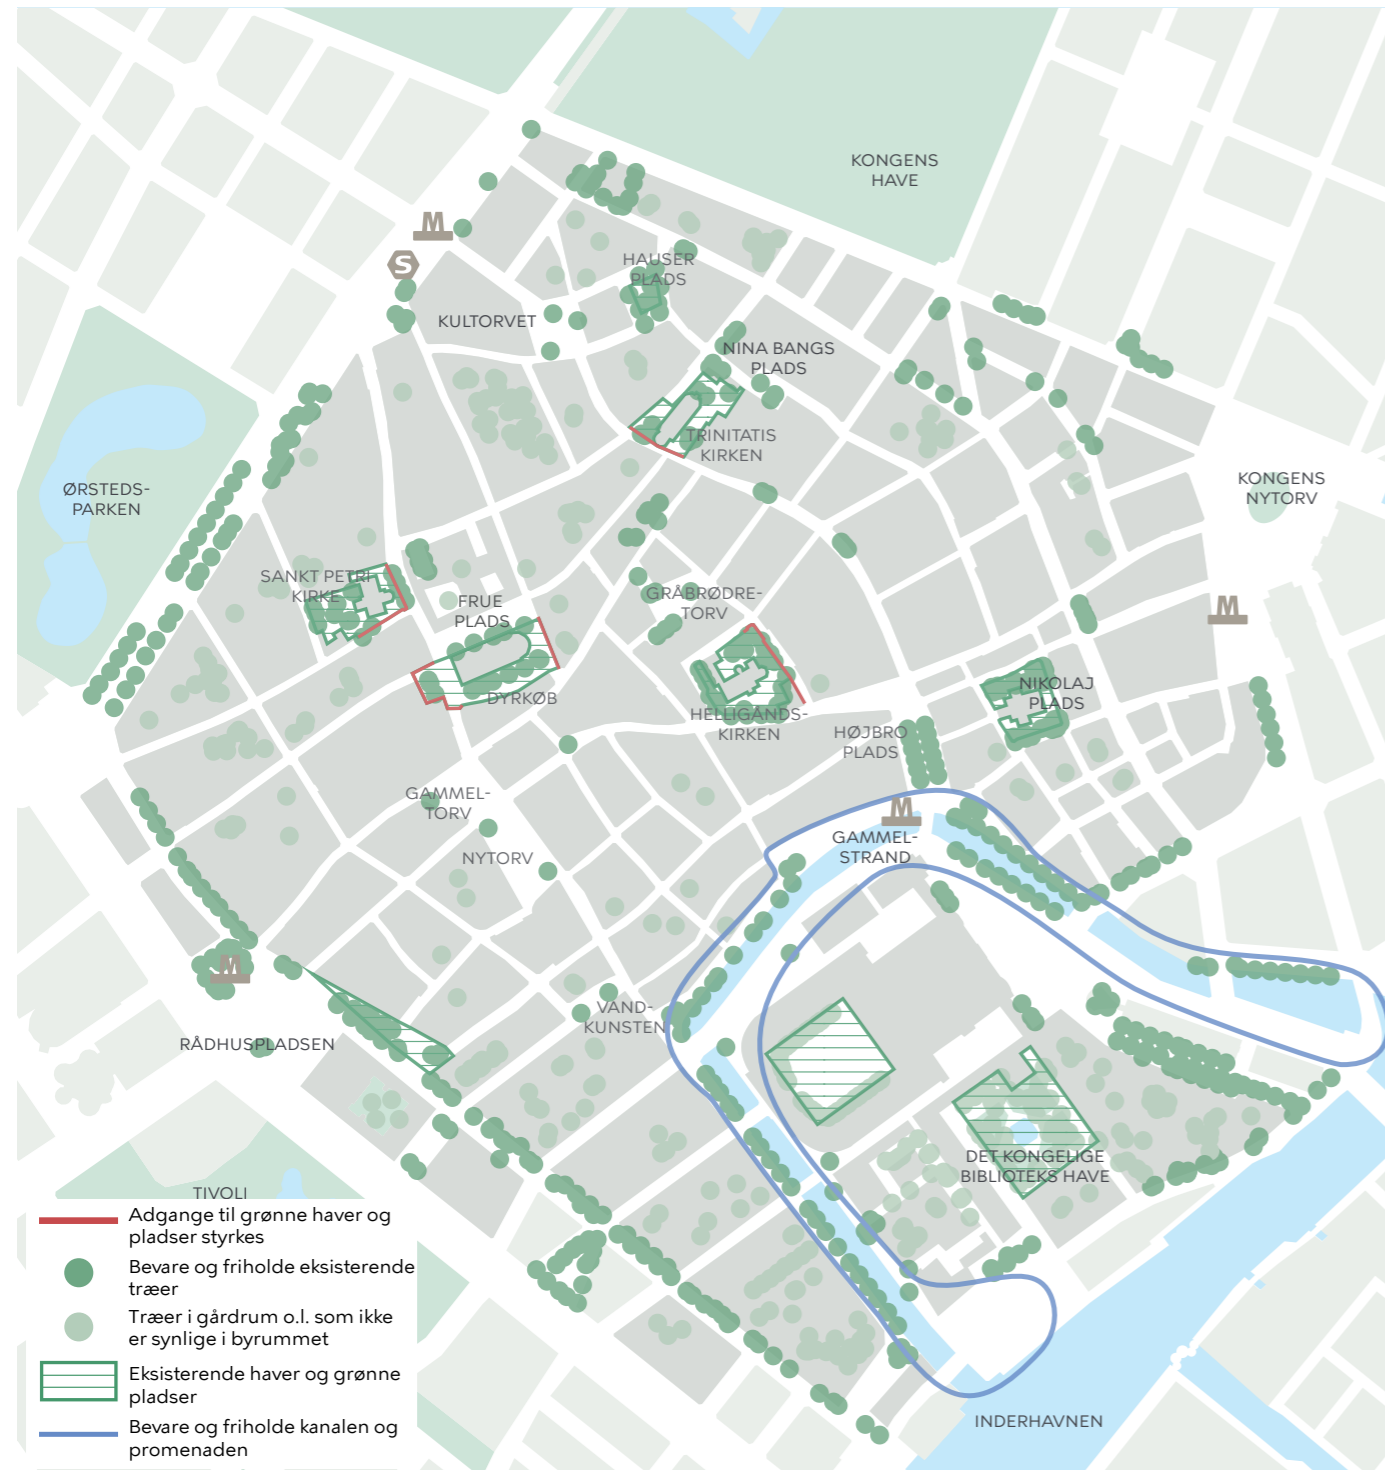 KONGENS
HAVE
M
S
HAUSER
PLADS
KULTORVET
NINA BANGS
PLADS
TRINITATIS
KIRKEN
KONGENS
NYTORV
ØRSTEDS-
PARKEN
SANKT PETRI
KIRKE
FRUE
PLADS
GRÅBRØDRE-
TORV
M
DYRKØB
HELLIGÅNDS-
KIRKEN
NIKOLAJ
PLADS
HØJBRO
PLADS
GAMMEL-
TORV
M
GAMMEL-
STRAND
NYTORV
M
VAND-
KUNSTEN
RÅDHUSPLADSEN
DET KONGELIGE
BIBLIOTEKS HAVE
TIVOLI
INDERHAVNEN
Adgange til grønne haver og
pladser styrkes
Bevare og friholde eksisterende
træer
Træer i gårdrum o.l. som ikke
er synlige i byrummet
Eksisterende haver og grønne
pladser
Bevare og friholde kanalen og
promenaden